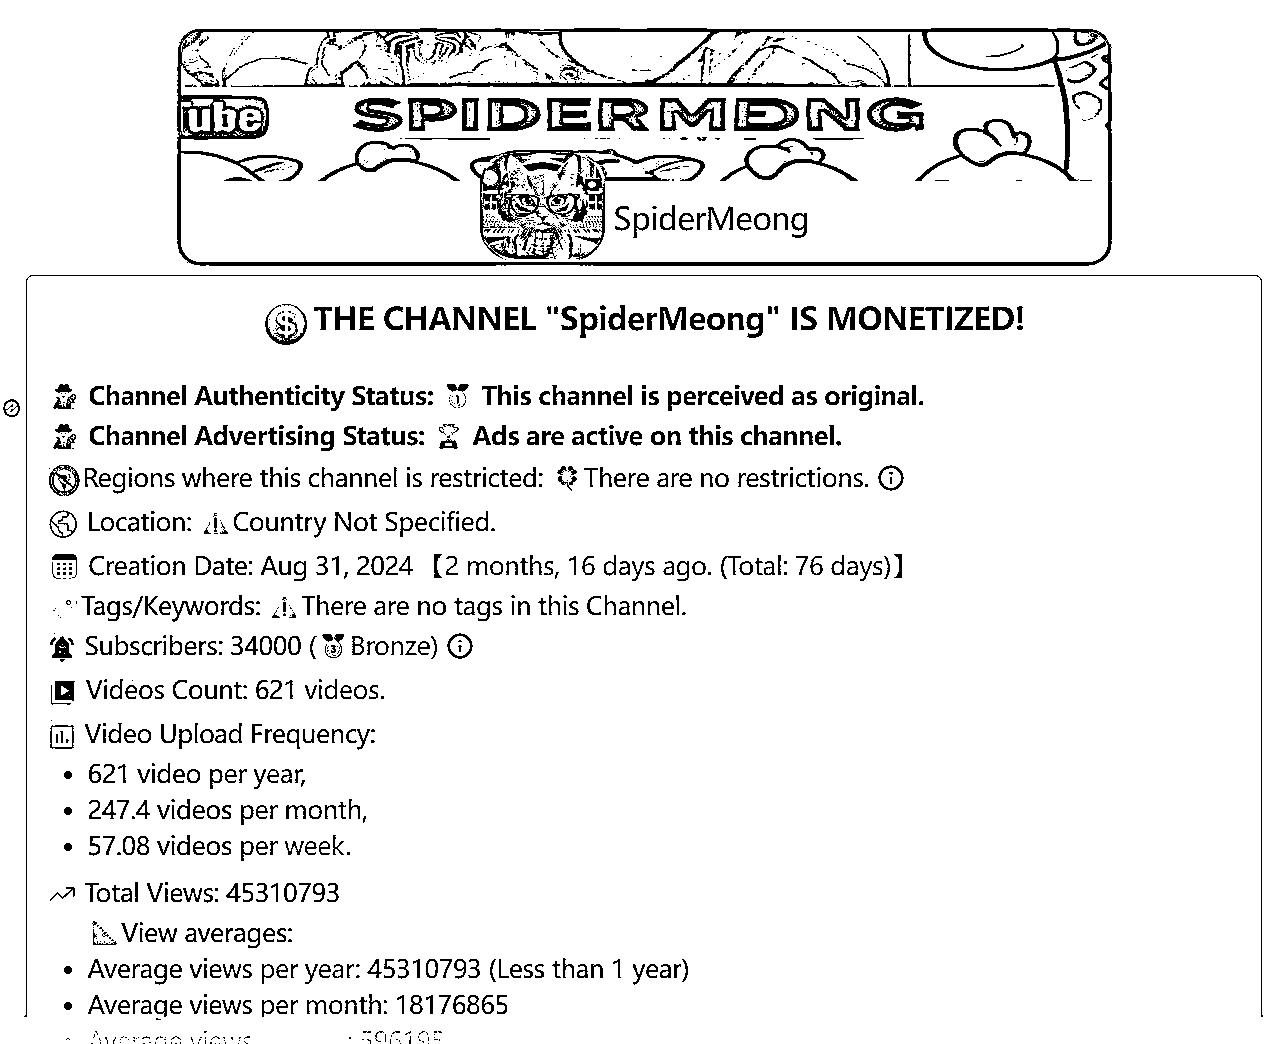 ube
SPIDERMEONG
SpiderMeong
THE CHANNEL "SpiderMeong" IS MONETIZED!
Channel Authenticity Status: This channel is perceived as original.
Channel Advertising Status: Ads are active on this channel.
Regions where this channel is restricted: There are no restrictions.
Location: Country Not Specified.
Creation Date: Aug 31, 2024 【2 months, 16 days ago. (Total: 76 days)】
Tags/Keywords: There are no tags in this Channel.
Subscribers: 34000 (Bronze)
Videos Count: 621 videos.
Video Upload Frequency:
• 621 video per year,
• 247.4 videos per month,
• 57.08 videos per week.
Total Views: 45310793
View averages:
• Average views per year: 45310793 (Less than 1 year)
• Average views per month: 18176865
Average views : 596195